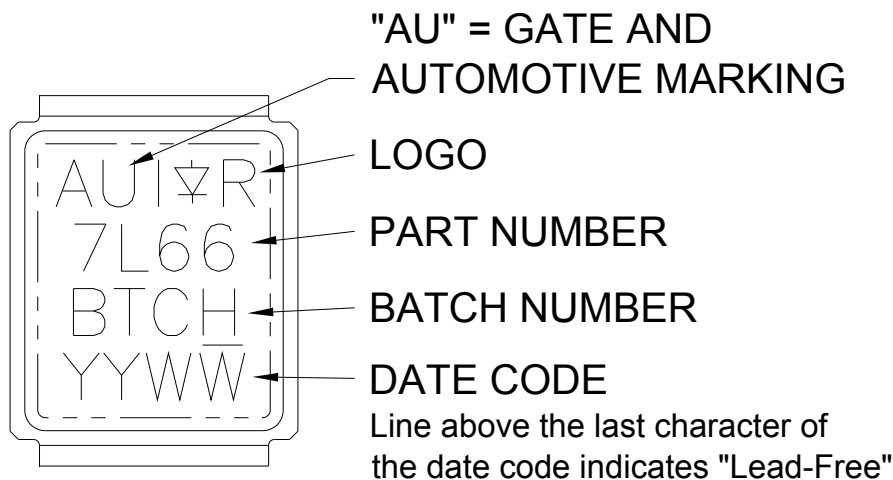 "AU" = GATE AND
AUTOMOTIVE MARKING
AUI R
LOGO
7L66
PART NUMBER
BTCH
BATCH NUMBER
YYWW
DATE CODE
Line above the last character of
the date code indicates "Lead-Free"